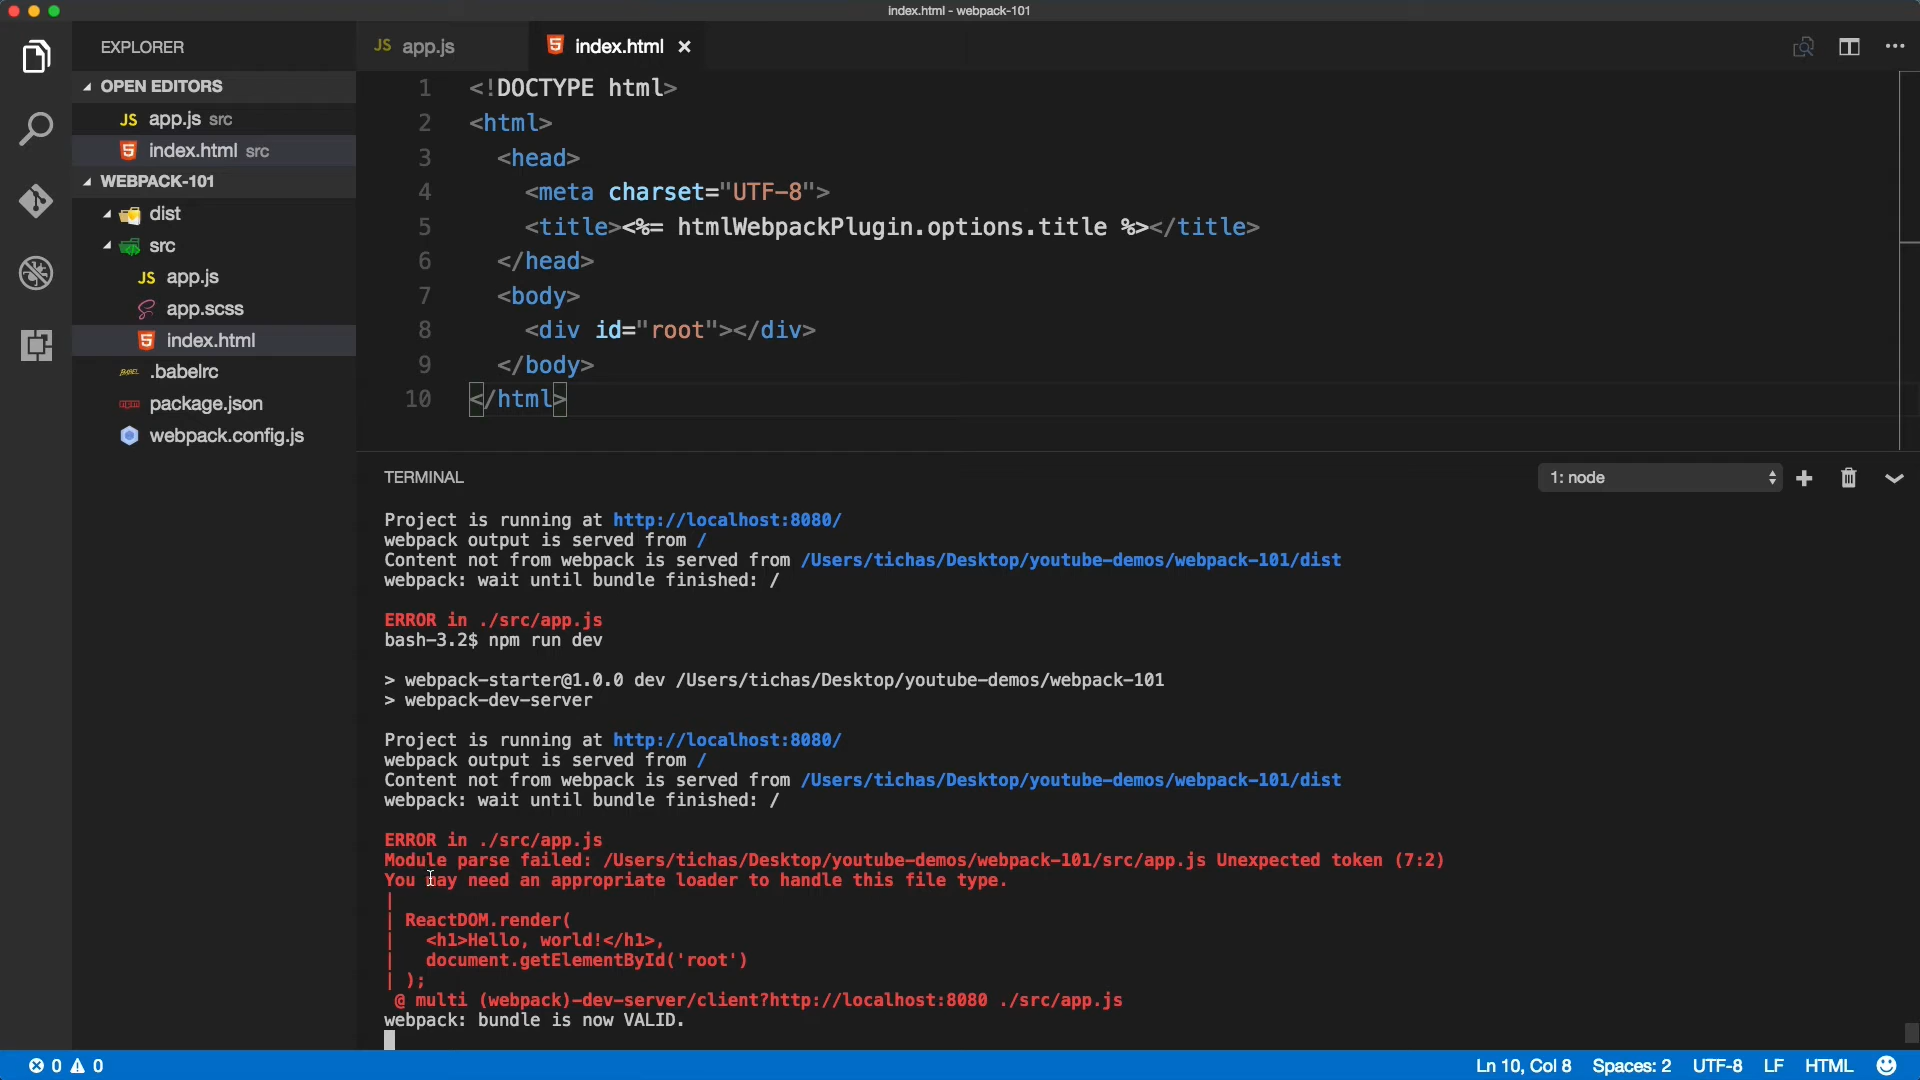 index.html - webpack-101
EXPLORER
OPEN EDITORS
JS app.js src
index.html src
WEBPACK-101
dist
src
JS app.js
app.scss
index.html
.babelrc
package.json
webpack.config.js
JS app.js
index.html
1 <!DOCTYPE html>
2 <html>
3 <head>
4 <meta charset="UTF-8">
5 <title><%= htmlWebpackPlugin.options.title %></title>
6 </head>
7 <body>
8 <div id="root"></div>
9 </body>
10 </html>
TERMINAL
1: node
Project is running at http://localhost:8080/
webpack output is served from /
Content not from webpack is served from /Users/tichas/Desktop/youtube-demos/webpack-101/dist
webpack: wait until bundle finished: /
ERROR in ./src/app.js
bash-3.2$ npm run dev
> webpack-starter@1.0.0 dev /Users/tichas/Desktop/youtube-demos/webpack-101
> webpack-dev-server
Project is running at http://localhost:8080/
webpack output is served from /
Content not from webpack is served from /Users/tichas/Desktop/youtube-demos/webpack-101/dist
webpack: wait until bundle finished: /
ERROR in ./src/app.js
Module parse failed: /Users/tichas/Desktop/youtube-demos/webpack-101/src/app.js Unexpected token (7:2)
You may need an appropriate loader to handle this file type.
|
| ReactDOM.render(
|   <h1>Hello, world!</h1>,
|   document.getElementById('root')
| );
@ multi (webpack)-dev-server/client?http://localhost:8080 ./src/app.js
webpack: bundle is now VALID.
0 0
Ln 10, Col 8 Spaces: 2 UTF-8 LF HTML